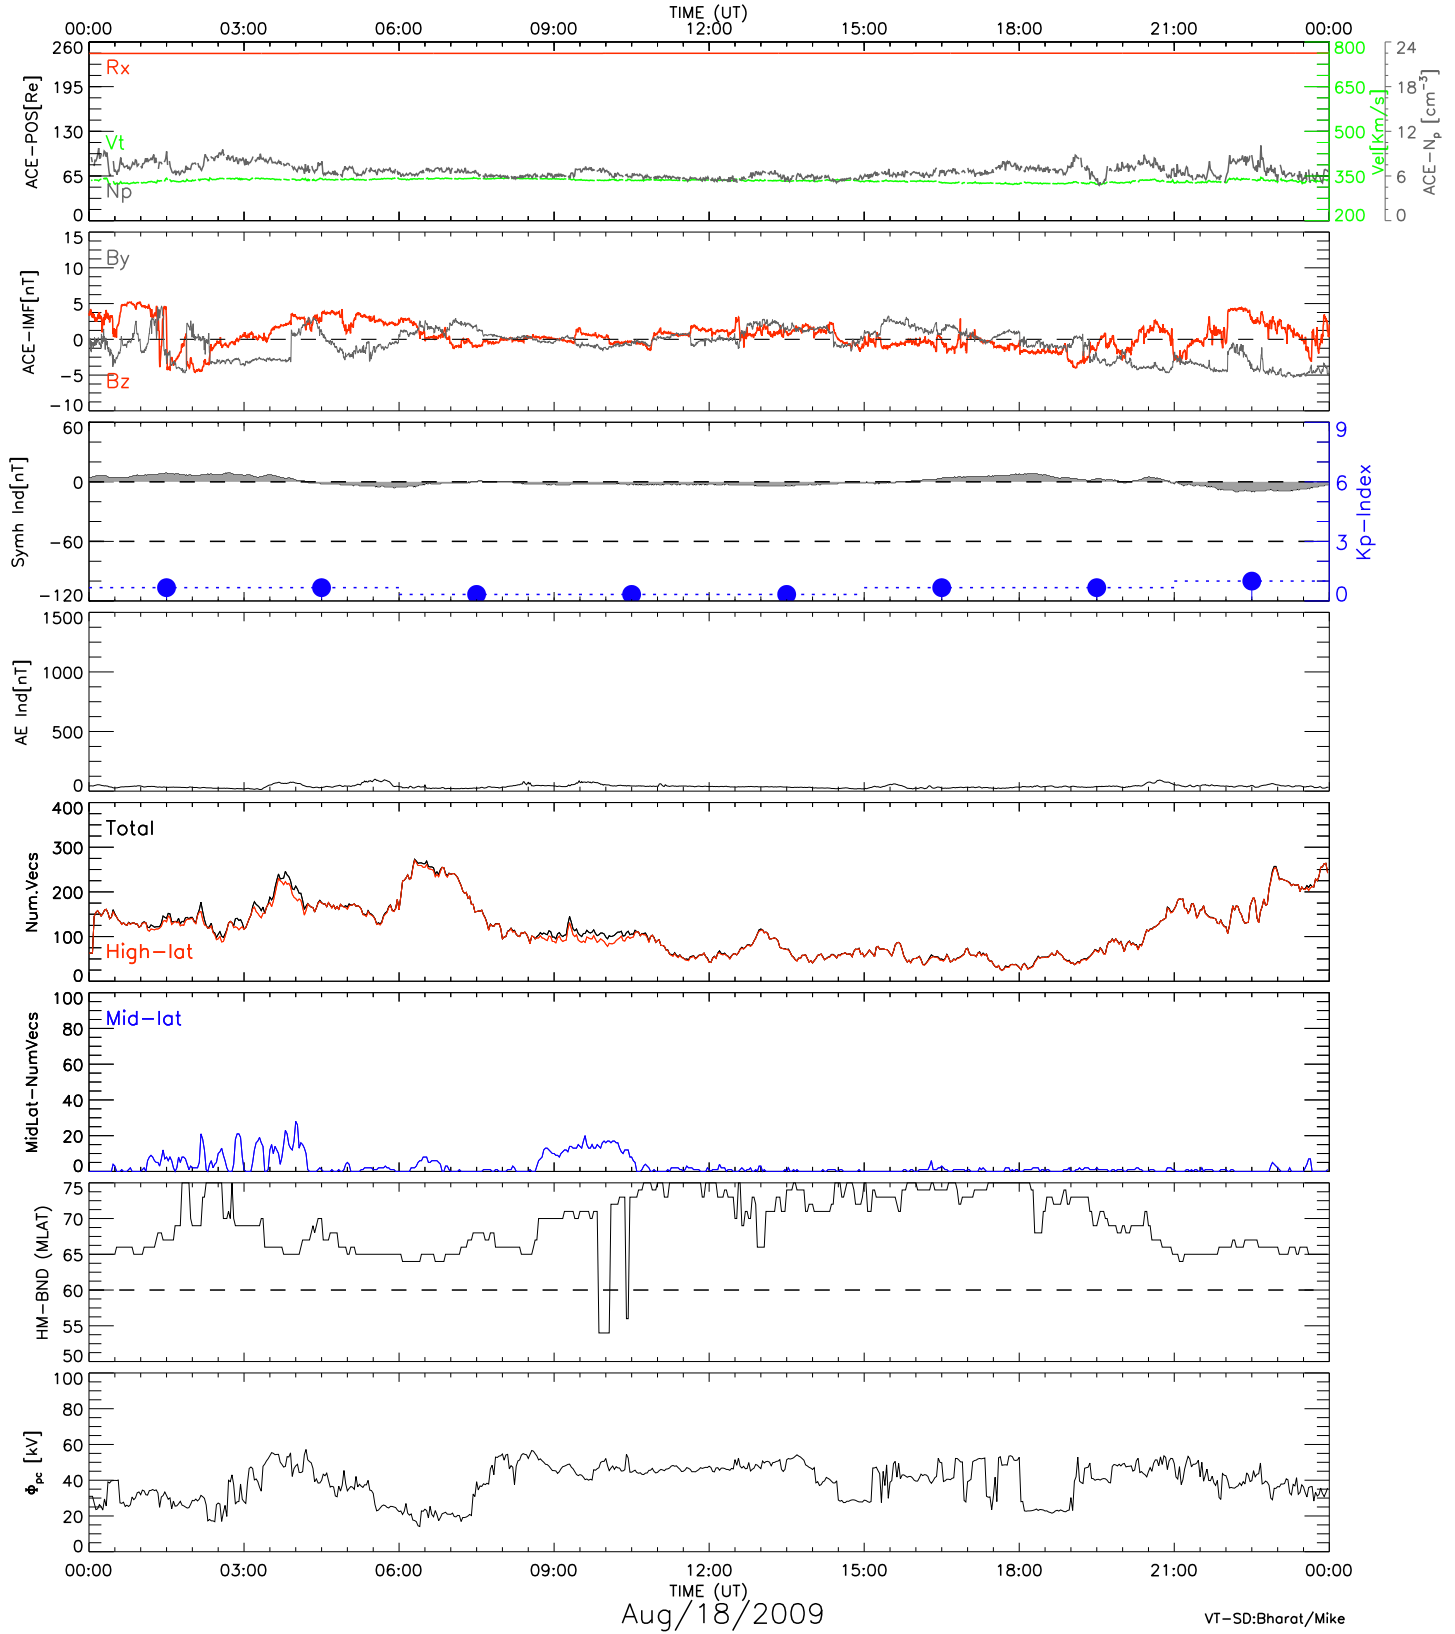 TIME (UT)
00:00 03:00 06:00 09:00 12:00 15:00 18:00 21:00 00:00
ACE-POS[Re]
260
195
130
65
0
Rx
Vt
Np
800
650
500
350
200
Vel[Km/s]
24
18
12
6
0
ACE-Np [cm-3]
ACE-IMF[nT]
15
10
5
0
-5
-10
By
Bz
Symh Ind[nT]
60
0
-60
-120
9
6
3
0
Kp-Index
AE Ind[nT]
1500
1000
500
0
Num.Vecs
400
300
200
100
0
Total
High-lat
MidLat-NumVecs
100
80
60
40
20
0
Mid-lat
HM-BND (MLAT)
75
70
65
60
55
50
Φpc [kV]
100
80
60
40
20
0
00:00 03:00 06:00 09:00 12:00 15:00 18:00 21:00 00:00
TIME (UT)
Aug/18/2009
VT-SD:Bharat/Mike